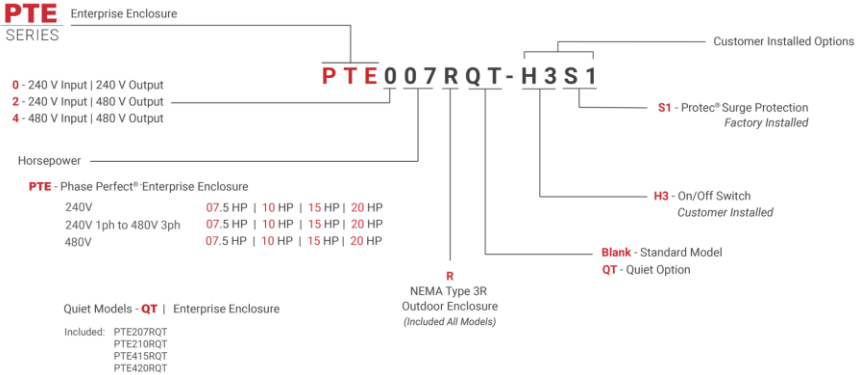 PTE Enterprise Enclosure
SERIES
Customer Installed Options
PTE007RQT-H3S1
0 - 240 V Input | 240 V Output
2 - 240 V Input | 480 V Output
4 - 480 V Input | 480 V Output
S1 - Protec® Surge Protection
Factory Installed
Horsepower
PTE - Phase Perfect® Enterprise Enclosure
240V 07.5 HP | 10 HP | 15 HP | 20 HP
240V 1ph to 480V 3ph 07.5 HP | 10 HP | 15 HP | 20 HP
480V 07.5 HP | 10 HP | 15 HP | 20 HP
H3 - On/Off Switch
Customer Installed
Blank - Standard Model
QT - Quiet Option
R
NEMA Type 3R
Outdoor Enclosure
(Included All Models)
Quiet Models - QT | Enterprise Enclosure
Included: PTE207RQT
PTE210RQT
PTE415RQT
PTE420RQT